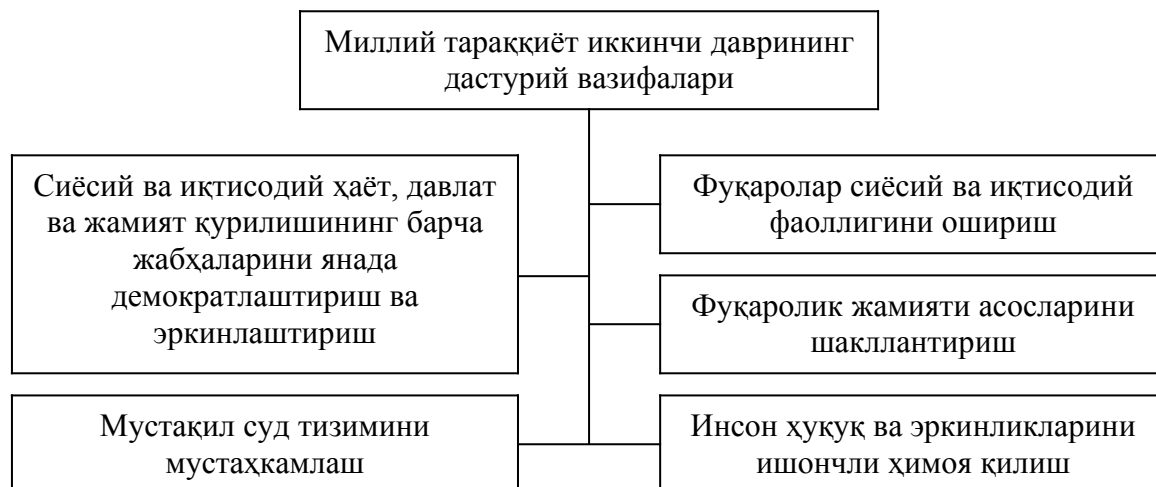 Миллий тараққиёт иккинчи даврининг
дастурий вазифалари
Сиёсий ва иқтисодий ҳаёт, давлат
ва жамият қурилишининг барча
жабҳаларини янада
демократлаштириш ва
эркинлаштириш
Фуқаролар сиёсий ва иқтисодий
фаоллигини ошириш
Фуқаролик жамияти асосларини
шакллантириш
Мустақил суд тизимини
мустаҳкамлаш
Инсон ҳуқуқ ва эркинликларини
ишончли ҳимоя қилиш